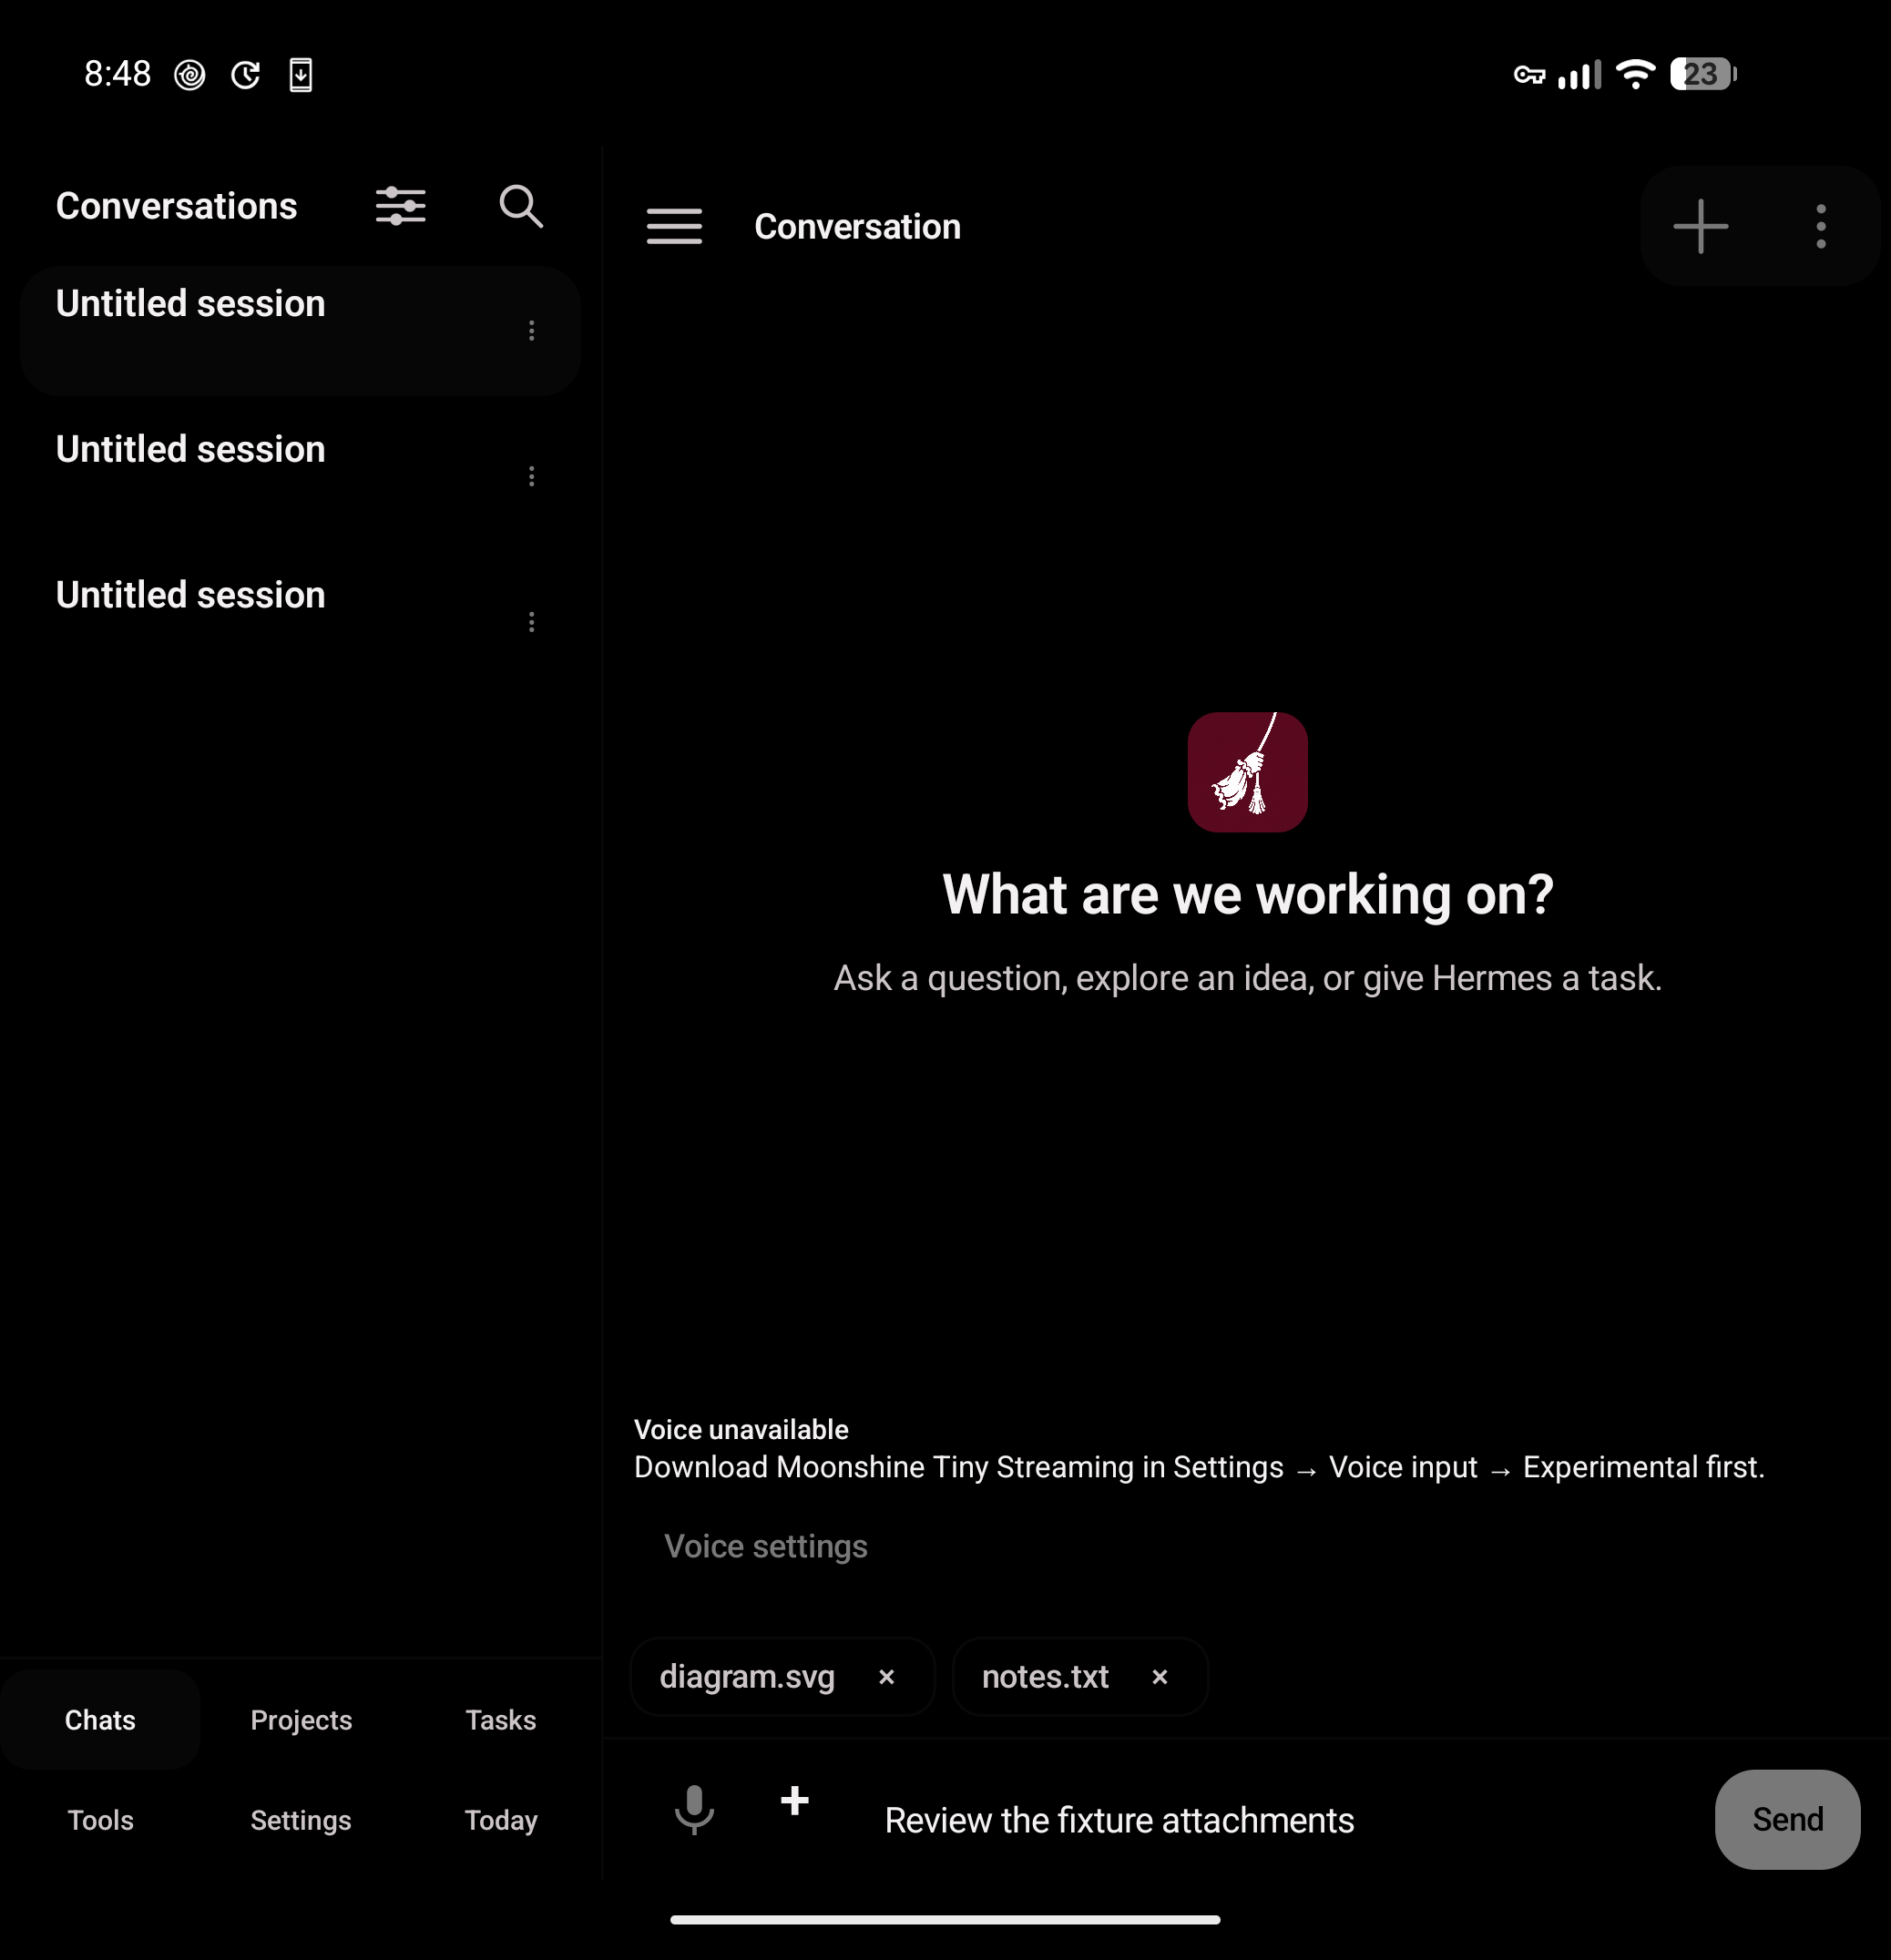 8:48
23
Conversations
Untitled session
Untitled session
Untitled session
Chats Projects Tasks
Tools Settings Today
Conversation
What are we working on?
Ask a question, explore an idea, or give Hermes a task.
Voice unavailable
Download Moonshine Tiny Streaming in Settings → Voice input → Experimental first.
Voice settings
diagram.svg × notes.txt ×
Review the fixture attachments
Send